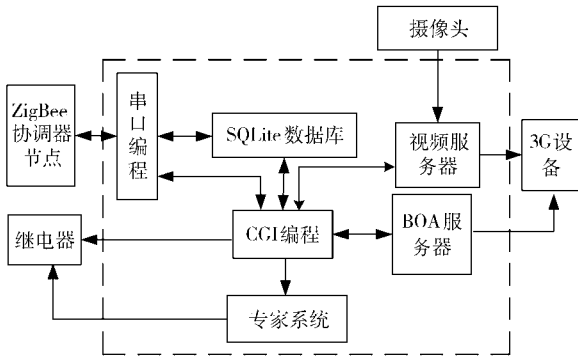 摄像头
ZigBee
协调器
节点
串
口
编
程
SQLite数据库
视频服
务器
3G设
备
继电器
CGI编程
BOA服
务器
专家系统